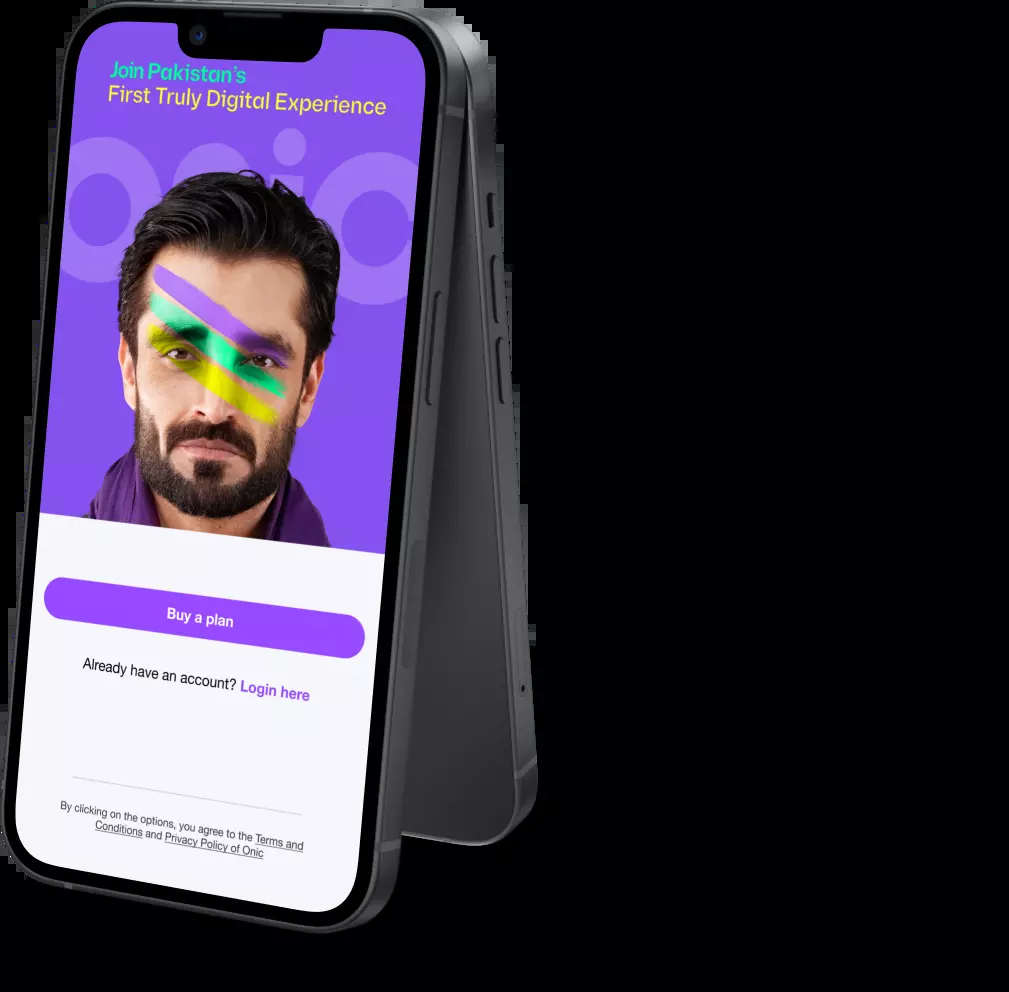 Join Pakistan's
First Truly Digital Experience
onic
Buy a plan
Already have an account? Login here
By clicking on the options, you agree to the Terms and
Conditions and Privacy Policy of Onic